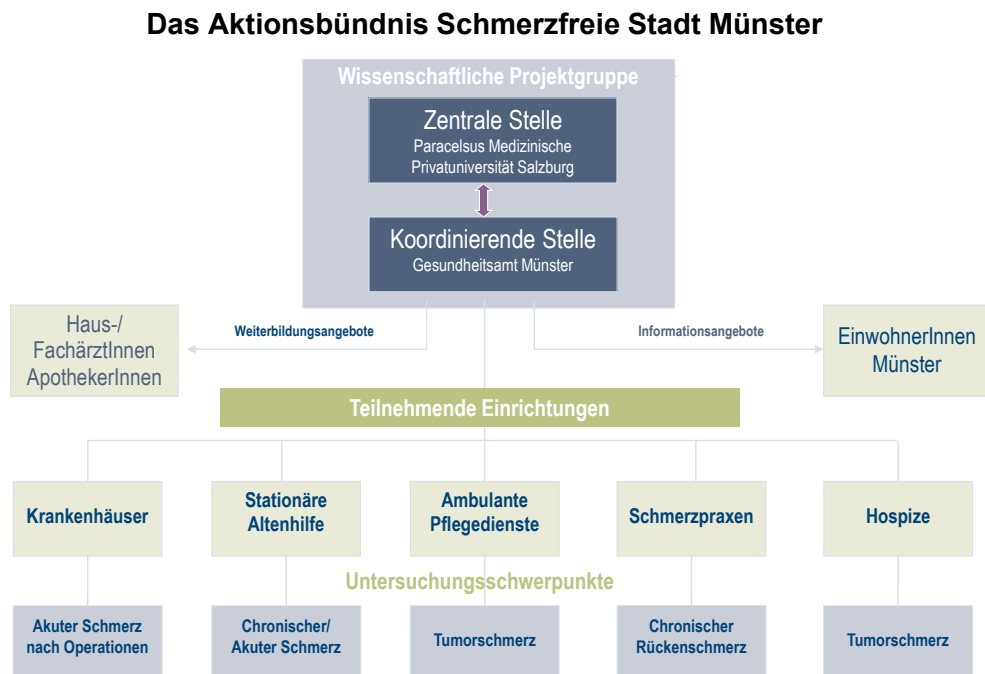 Das Aktionsbündnis Schmerzfreie Stadt Münster
Wissenschaftliche Projektgruppe
Zentrale Stelle
Paracelsus Medizinische
Privatuniversität Salzburg
Koordinierende Stelle
Gesundheitsamt Münster
Haus-/
FachärztInnen
ApothekerInnen
Weiterbildungsangebote
Informationsangebote
EinwohnerInnen
Münster
Teilnehmende Einrichtungen
Krankenhäuser
Stationäre
Altenhilfe
Ambulante
Pflegedienste
Schmerzpraxen
Hospize
Untersuchungsschwerpunkte
Akuter Schmerz
nach Operationen
Chronischer/
Akuter Schmerz
Tumorschmerz
Chronischer
Rückenschmerz
Tumorschmerz